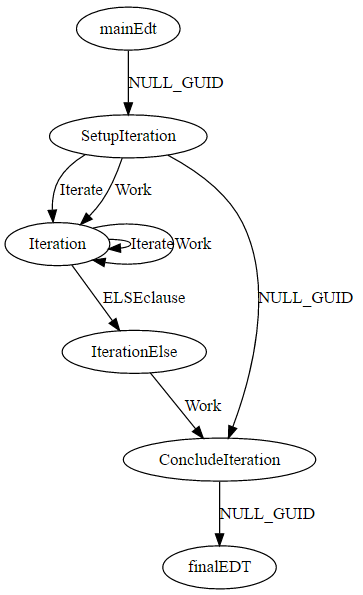 mainEdt
NULL_GUID
SetupIteration
Iterate Work
Iteration
Iterate Work
NULL_GUID
ELSEclause
IterationElse
Work
ConcludeIteration
NULL_GUID
finalEDT